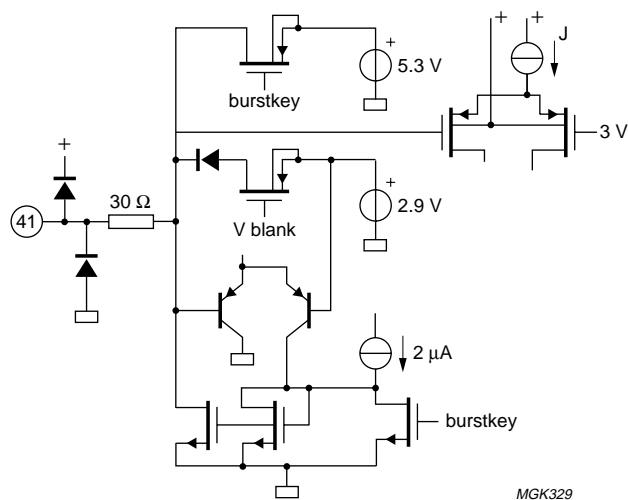 + +
J
+
5.3 V
burstkey
3 V
+
+
30 Ω
2.9 V
41
V blank
2 µA
burstkey
MGK329